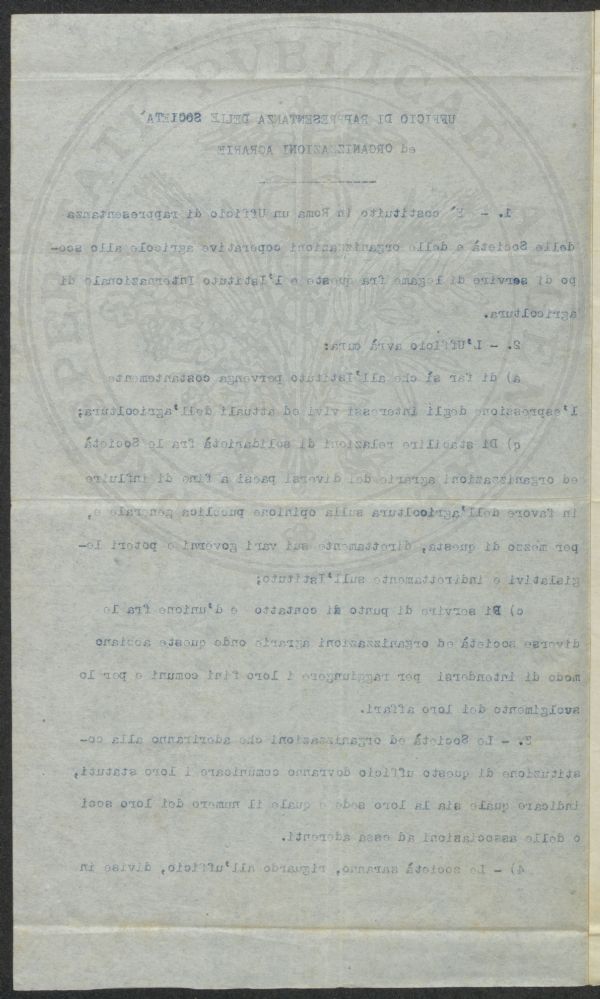 UFFICIO DI RAPPRESENTANZA DELLE SOCIETA'
ed ORGANIZZAZIONI AGRARIE
1. - E' costituito in Roma un Ufficio di rappresentanza
delle Società e delle organizzazioni coperative agricole allo sco-
po di servire di legame fra queste e l'Istituto Internazionale di
agricoltura.
2. - L'Ufficio avrà cura:
a) di far sì che all'Istituto pervenga costantemente
l'espressione degli interessi vivi ed attuali dell'agricoltura;
b) Di stabilire relazioni di solidarietà fra le Società
ed organizzazioni agrarie dei diversi paesi a fine di influire
in favore dell'agricoltura sulla opinione pubblica generale e,
per mezzo di questa, direttamente sui vari governi e poteri le-
gislativi e indirettamente sull'Istituto;
c) Di servire di punto di contatto e d'unione fra le
diverse società ed organizzazioni agrarie onde queste abbiano
modo di intendersi per raggiungere i loro fini comuni e per lo
svolgimento dei loro affari.
3. - Le Società ed organizzazioni che aderiranno alla co-
stituzione di questo ufficio dovranno comunicare i loro statuti,
indicare quale sia la loro sede e quale il numero dei loro soci
o delle associazioni ad essa aderenti.
4) - Le società saranno, riguardo all'ufficio, divise in
PUBLICAE